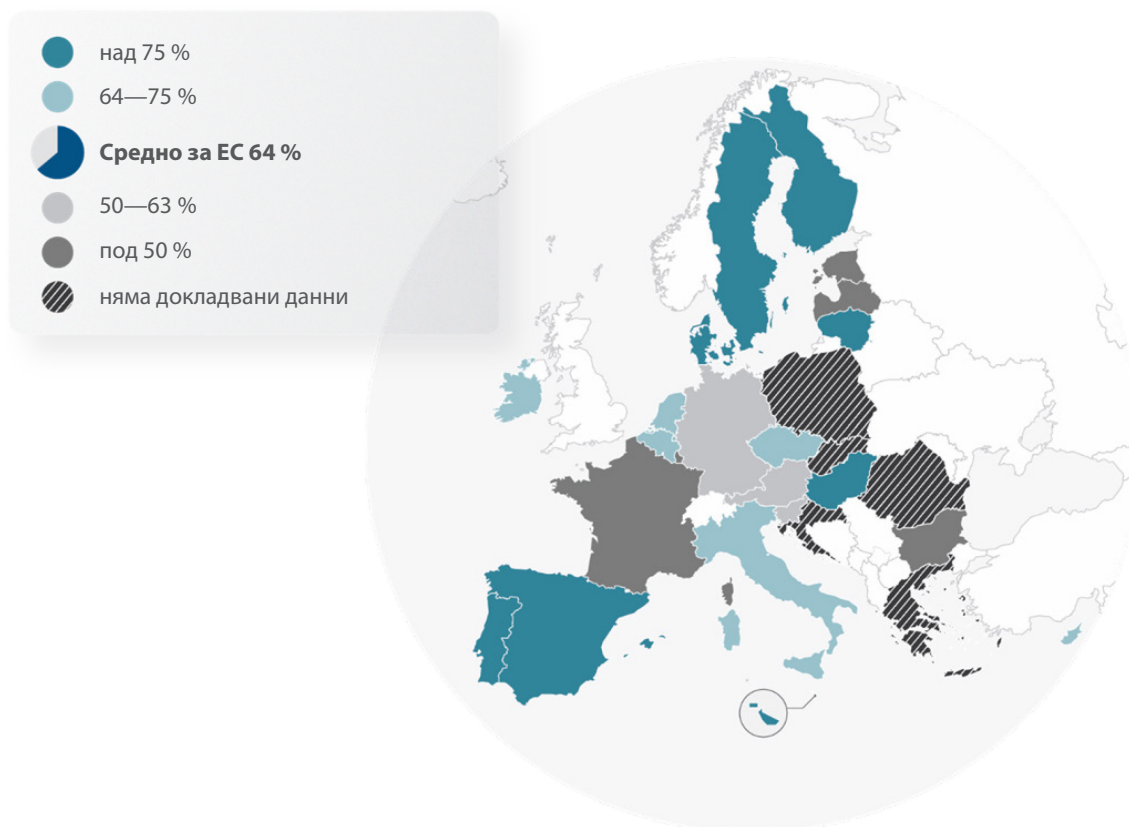 над 75 %
64—75 %
Средно за ЕС 64 %
50—63 %
под 50 %
няма докладвани данни